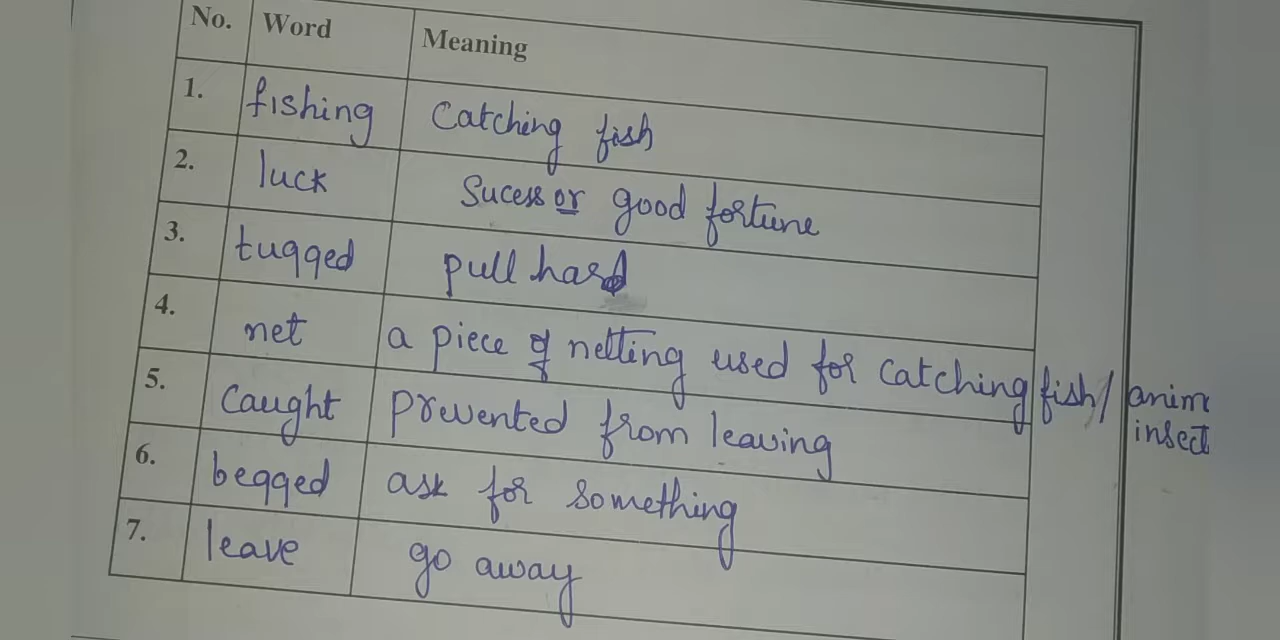 No. Word Meaning
1. fishing Catching fish
2. luck Sucess or good fortune
3. tugged pull hard
4. net a piece of netting used for catching fish/ anim
insect
5. caught prevented from leaving
6. begged ask for something
7. leave go away